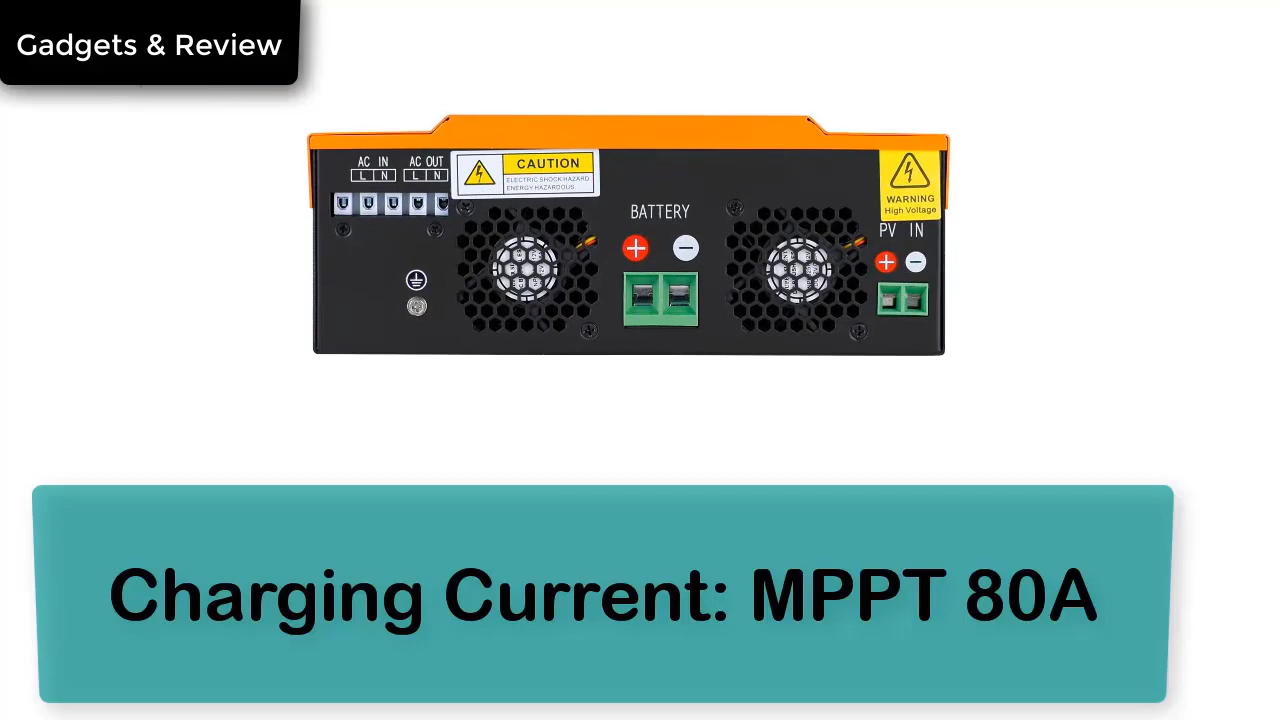 Gadgets & Review
AC IN
L N
AC OUT
L N
CAUTION
ELECTRIC SHOCK HAZARD
ENERGY HAZARDOUS
BATTERY
WARNING
High Voltage
PV IN
Charging Current: MPPT 80A